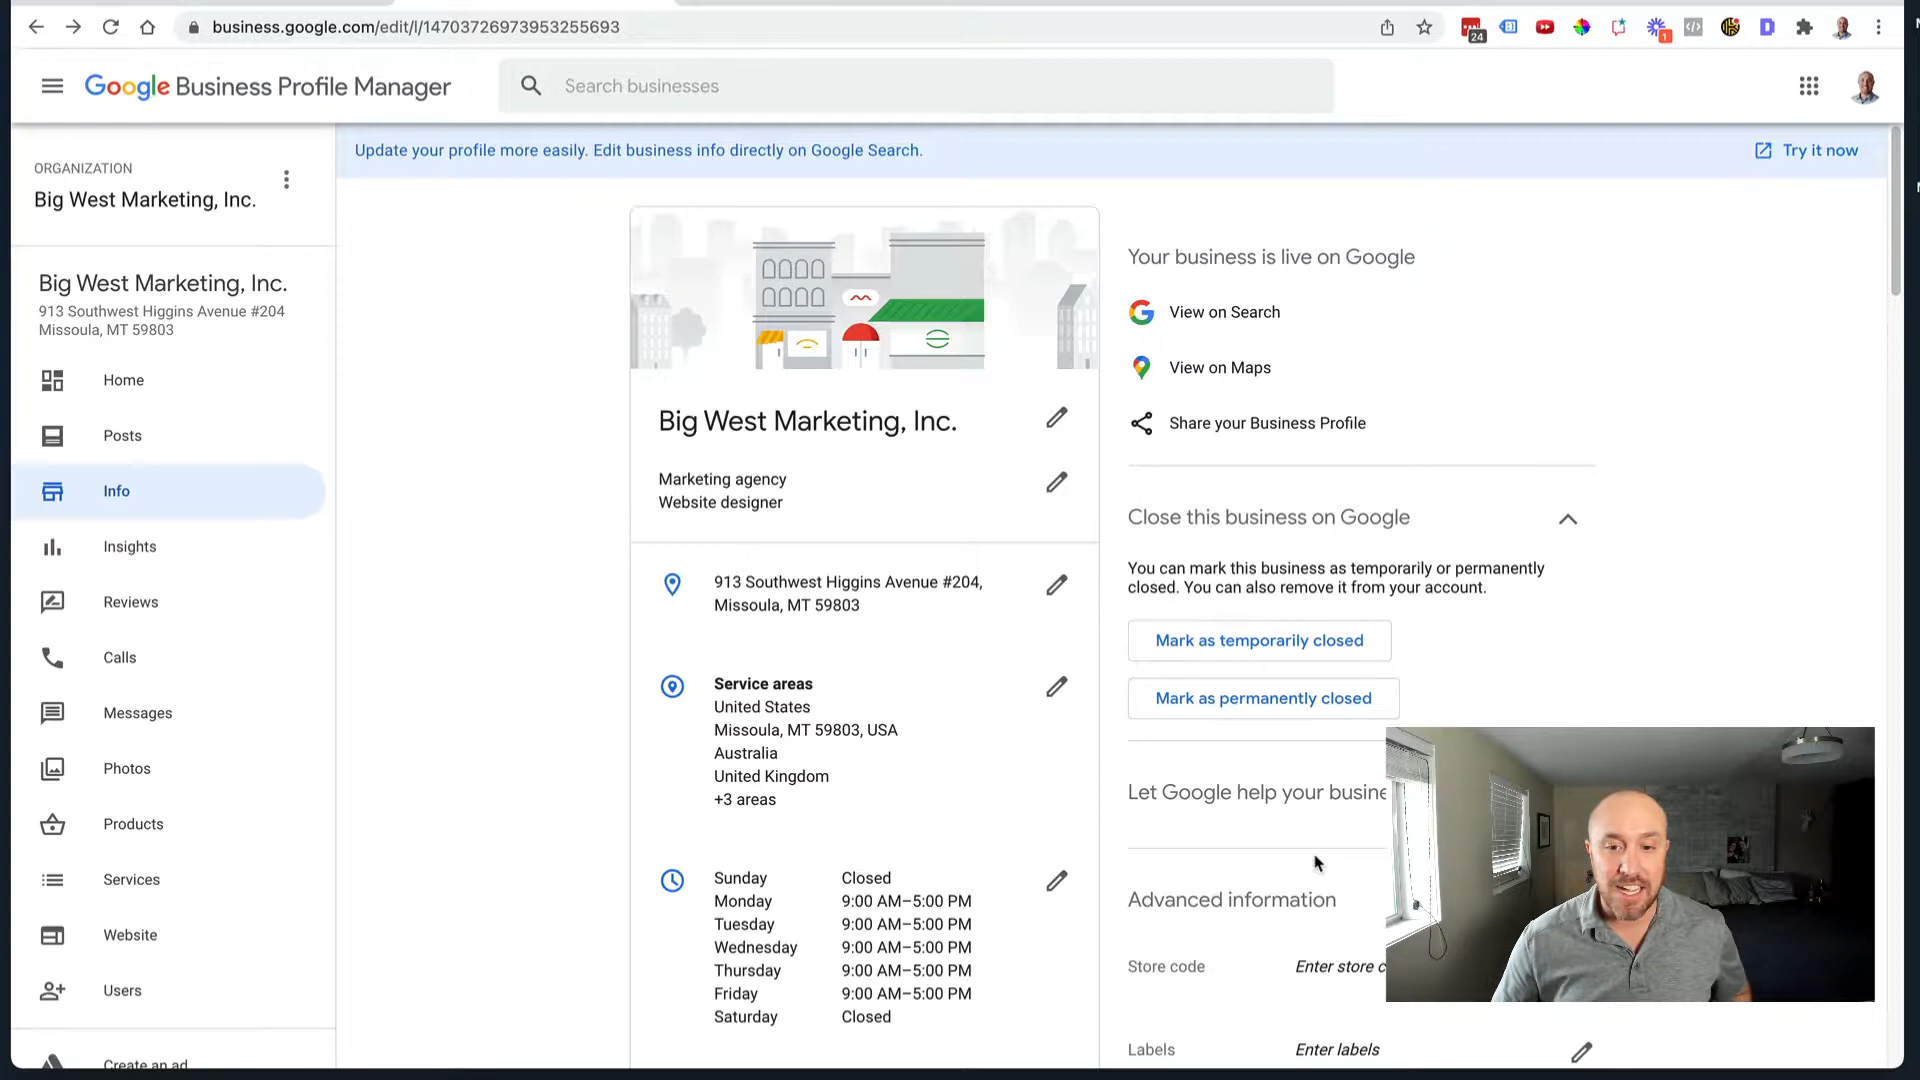 business.google.com/edit/l/14703726973953255693
24
1
Google Business Profile Manager
Search businesses
Update your profile more easily. Edit business info directly on Google Search.
Try it now
ORGANIZATION
Big West Marketing, Inc.
Big West Marketing, Inc.
913 Southwest Higgins Avenue #204
Missoula, MT 59803
Home
Posts
Info
Insights
Reviews
Calls
Messages
Photos
Products
Services
Website
Users
Create an ad
Big West Marketing, Inc.
Marketing agency
Website designer
913 Southwest Higgins Avenue #204,
Missoula, MT 59803
Service areas
United States
Missoula, MT 59803, USA
Australia
United Kingdom
+3 areas
Sunday Closed
Monday 9:00 AM–5:00 PM
Tuesday 9:00 AM–5:00 PM
Wednesday 9:00 AM–5:00 PM
Thursday 9:00 AM–5:00 PM
Friday 9:00 AM–5:00 PM
Saturday Closed
Your business is live on Google
View on Search
View on Maps
Share your Business Profile
Close this business on Google
You can mark this business as temporarily or permanently
closed. You can also remove it from your account.
Mark as temporarily closed
Mark as permanently closed
Let Google help your busine
Advanced information
Store code Enter store c
Labels Enter labels